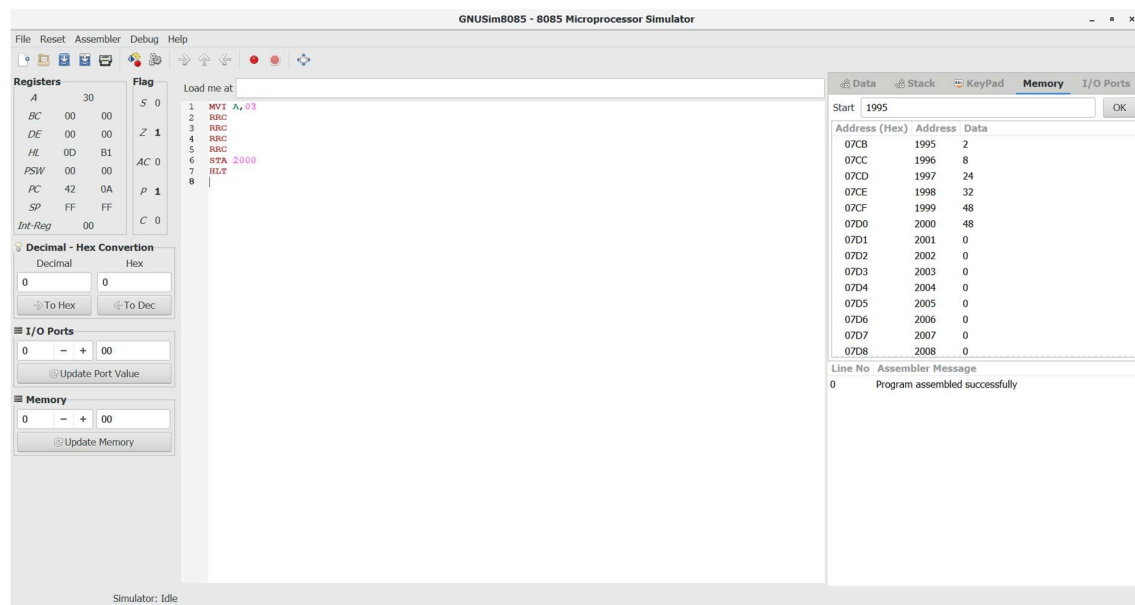 GNUSim8085 - 8085 Microprocessor Simulator
File Reset Assembler Debug Help
Registers
A 30
BC 00 00
DE 00 00
HL 0D B1
PSW 00 00
PC 42 0A
SP FF FF
Int-Reg 00
Flag
S 0
Z 1
AC 0
P 1
C 0
Decimal - Hex Convertion
Decimal Hex
0 0
To Hex To Dec
I/O Ports
0 - + 00
Update Port Value
Memory
0 - + 00
Update Memory
Load me at
1 MVI A,03
2 RRC
3 RRC
4 RRC
5 RRC
6 STA 2000
7 HLT
8
Data Stack KeyPad Memory I/O Ports
Start 1995 OK
Address (Hex) Address Data
07CB 1995 2
07CC 1996 8
07CD 1997 24
07CE 1998 32
07CF 1999 48
07D0 2000 48
07D1 2001 0
07D2 2002 0
07D3 2003 0
07D4 2004 0
07D5 2005 0
07D6 2006 0
07D7 2007 0
07D8 2008 0
Line No Assembler Message
0 Program assembled successfully
Simulator: Idle